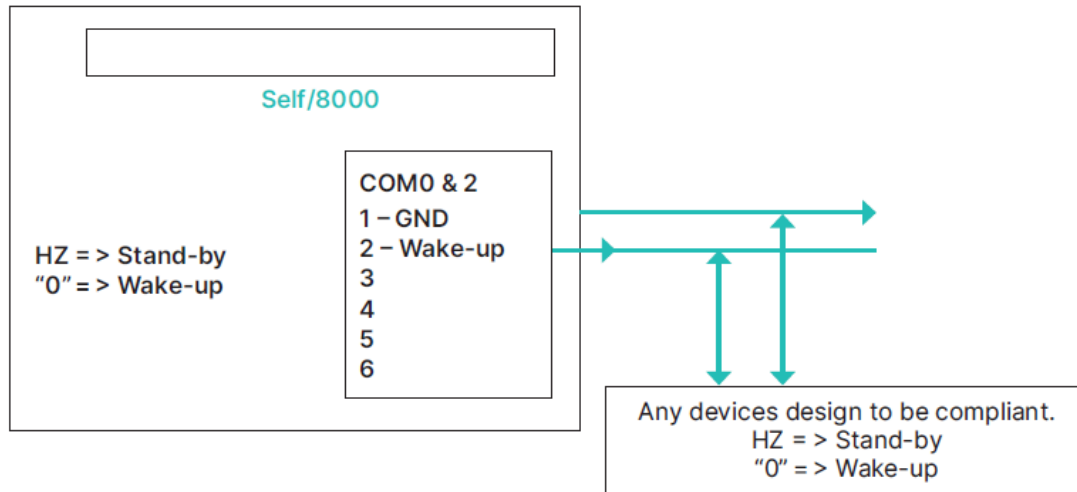 Self/8000
COM0 & 2
1 – GND
2 – Wake-up
3
4
5
6
HZ = > Stand-by
“0” = > Wake-up
Any devices design to be compliant.
HZ = > Stand-by
“0” = > Wake-up